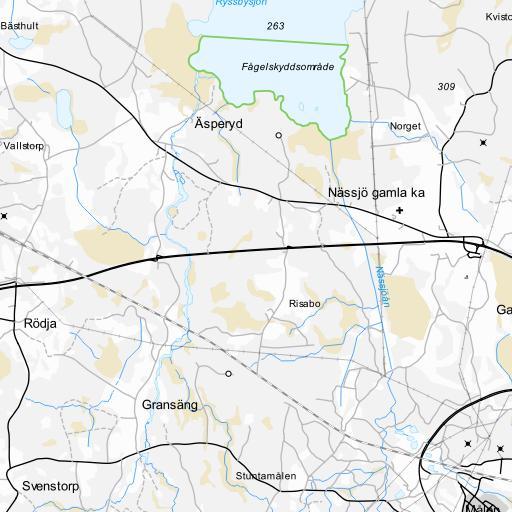 Ryssbysjön
263
Bästhult
Kvisto
Fågelskyddsområde
309
Äsperyd
Norget
Vallstorp
Nässjö gamla ka
Nässjöån
Risabo
Ga
Rödja
Gransäng
Stuntamålen
Svenstorp
Målen